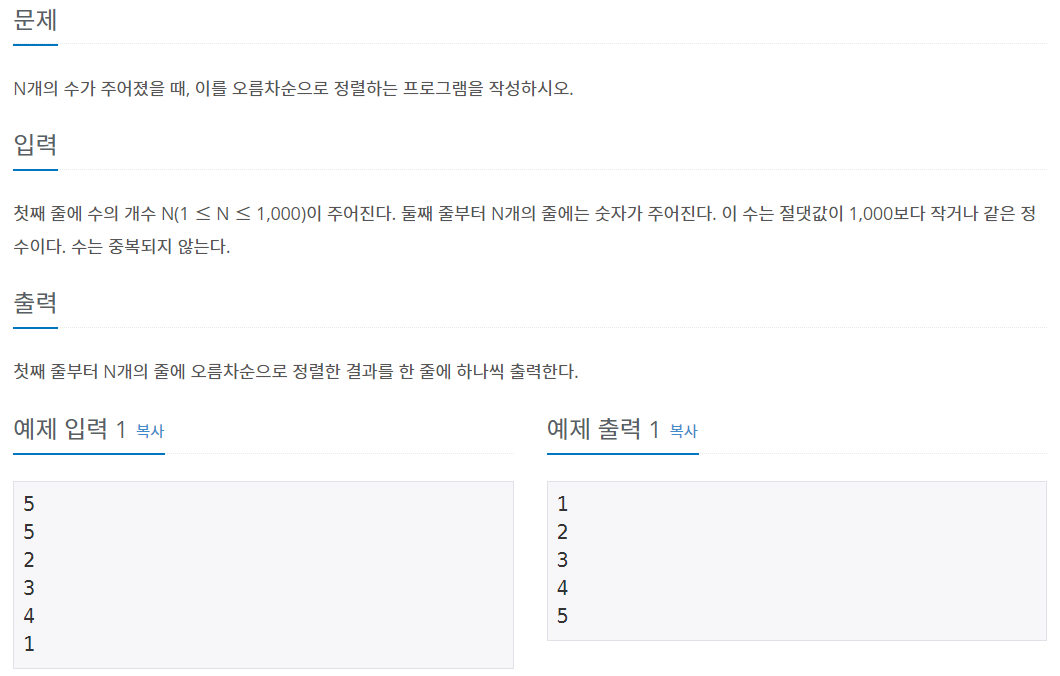 문제
N개의 수가 주어졌을 때, 이를 오름차순으로 정렬하는 프로그램을 작성하시오.
입력
첫째 줄에 수의 개수 N(1 ≤ N ≤ 1,000)이 주어진다. 둘째 줄부터 N개의 줄에는 숫자가 주어진다. 이 수는 절댓값이 1,000보다 작거나 같은 정
수이다. 수는 중복되지 않는다.
출력
첫째 줄부터 N개의 줄에 오름차순으로 정렬한 결과를 한 줄에 하나씩 출력한다.
예제 입력 1 복사
5
5
2
3
4
1
예제 출력 1 복사
1
2
3
4
5